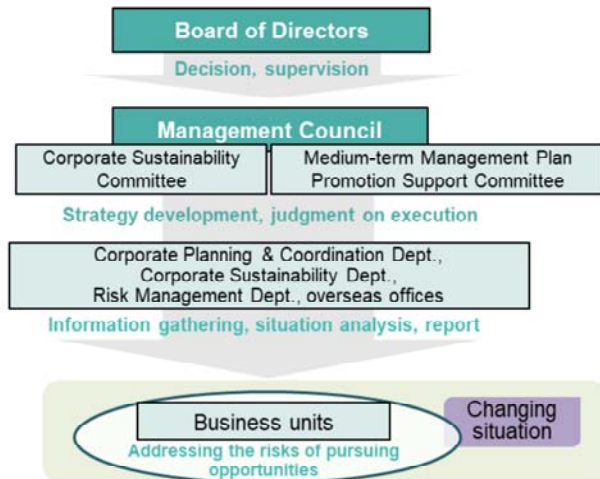 Board of Directors
Decision, supervision
Management Council
Corporate Sustainability
Committee
Medium-term Management Plan
Promotion Support Committee
Strategy development, judgment on execution
Corporate Planning & Coordination Dept.,
Corporate Sustainability Dept.,
Risk Management Dept., overseas offices
Information gathering, situation analysis, report
Business units
Addressing the risks of pursuing
opportunities
Changing
situation